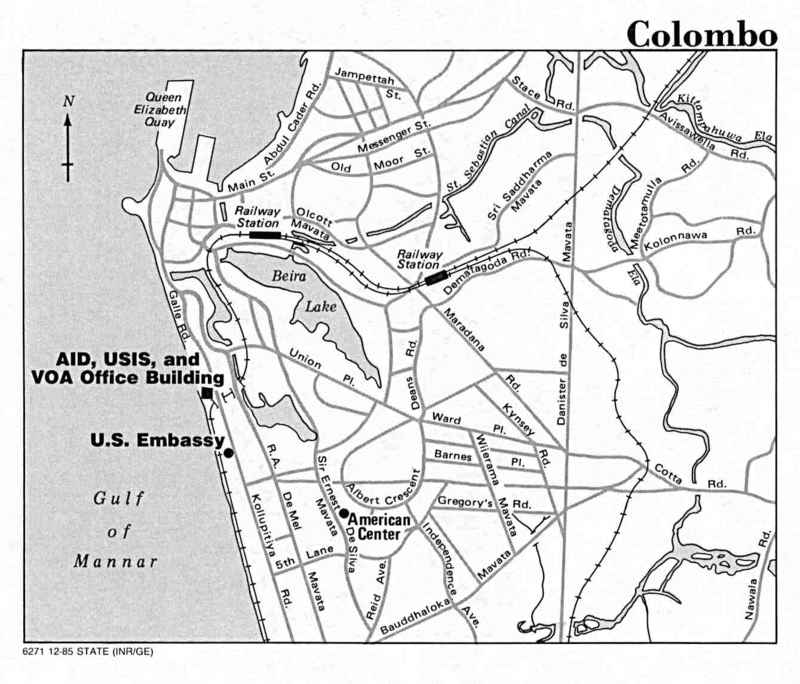 Colombo
N
Queen
Elizabeth
Quay
Abdul Cader Rd.
Jampettah
St.
Messenger St.
Old Moor St.
Main St.
Stace Rd.
Avissawella Rd.
St. Sebastian Canal
Sri Saddharma
Mavata
Meerotamulla
Rd.
Kolonnawa Rd.
Dematagoda
Ela
Railway
Station
Olcott
Mavata
Railway
Station
Dematagoda Rd.
Beira
Lake
Galle Rd.
Union Pl.
Deans Rd.
Maradana
Rd.
Danister de Silva Mavata
AID, USIS, and
VOA Office Building
U.S. Embassy
Gulf
of
Mannar
Ward Pl.
Kynsey
Rd.
Barnes Pl.
Wijerama
Mavata
Cotta Rd.
Albert Crescent
Gregory's Rd.
R.A.
De Mel
Mavata
Sir Ernest
De Silva
Mavata
American
Center
Kollupitiya
Rd.
5th Lane
Reid Ave.
Independence
Ave.
Bauddhaloka Mavata
Nawala Rd.
6271 12-85 STATE (INR/GE)